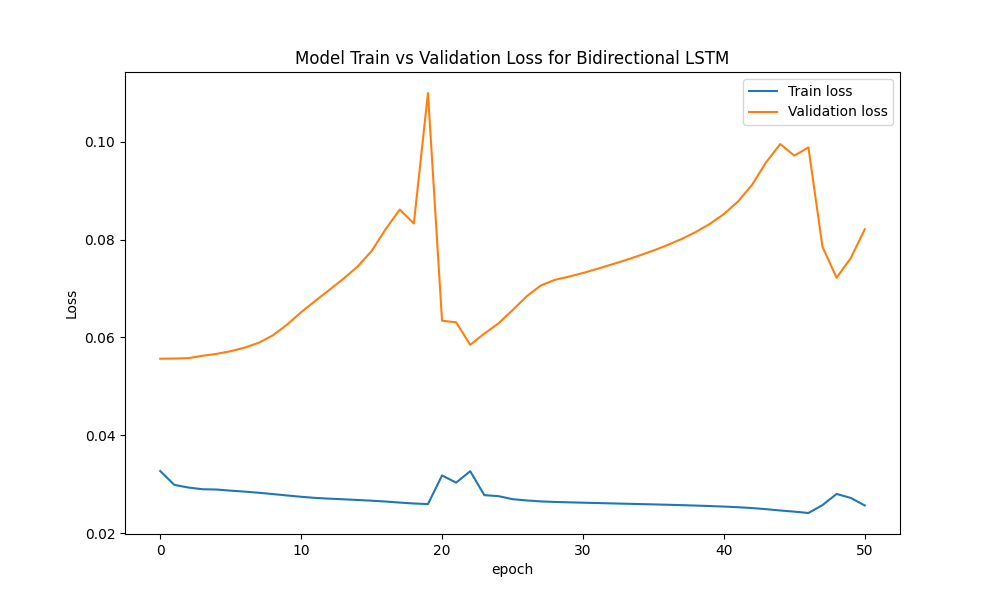 Model Train vs Validation Loss for Bidirectional LSTM
Train loss
Validation loss
0.10
0.08
0.06
0.04
0.02
Loss
0 10 20 30 40 50
epoch